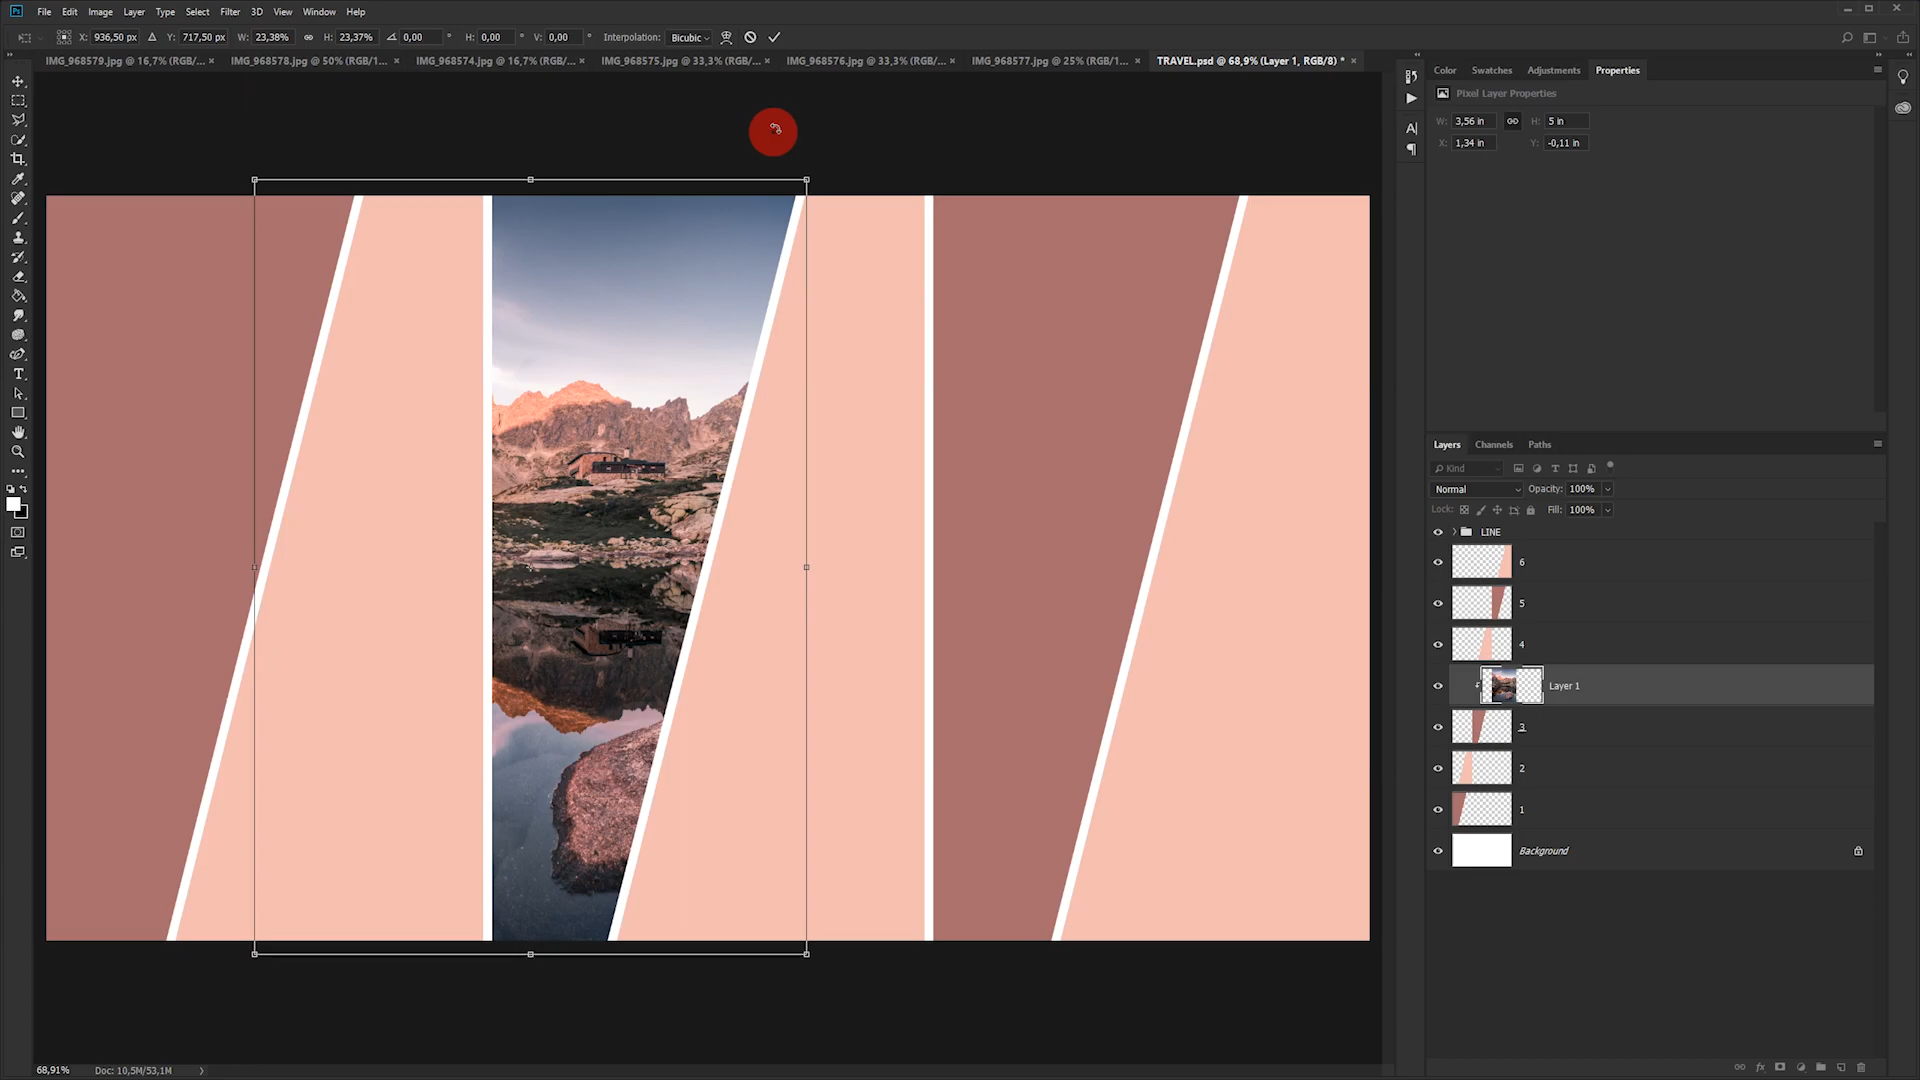 Ps File Edit Image Layer Type Select Filter 3D View Window Help
X: 936,50 px Y: 717,50 px W: 23,38% H: 23,37% 0,00 ° H: 0,00 ° V: 0,00 ° Interpolation: Bicubic
IMG_968579.jpg @ 16,7% (RGB/... × IMG_968578.jpg @ 50% (RGB/1... × IMG_968574.jpg @ 16,7% (RGB/... × IMG_968575.jpg @ 33,3% (RGB/... × IMG_968576.jpg @ 33,3% (RGB/... × IMG_968577.jpg @ 25% (RGB/1... × TRAVEL.psd @ 68,9% (Layer 1, RGB/8) * ×
Color Swatches Adjustments Properties
Pixel Layer Properties
W: 3,56 in H: 5 in
X: 1,34 in Y: -0,11 in
Layers Channels Paths
Kind
Normal Opacity: 100%
Lock: Fill: 100%
LINE
6
5
4
Layer 1
3
2
1
Background
68,91% Doc: 10,5M/53,1M